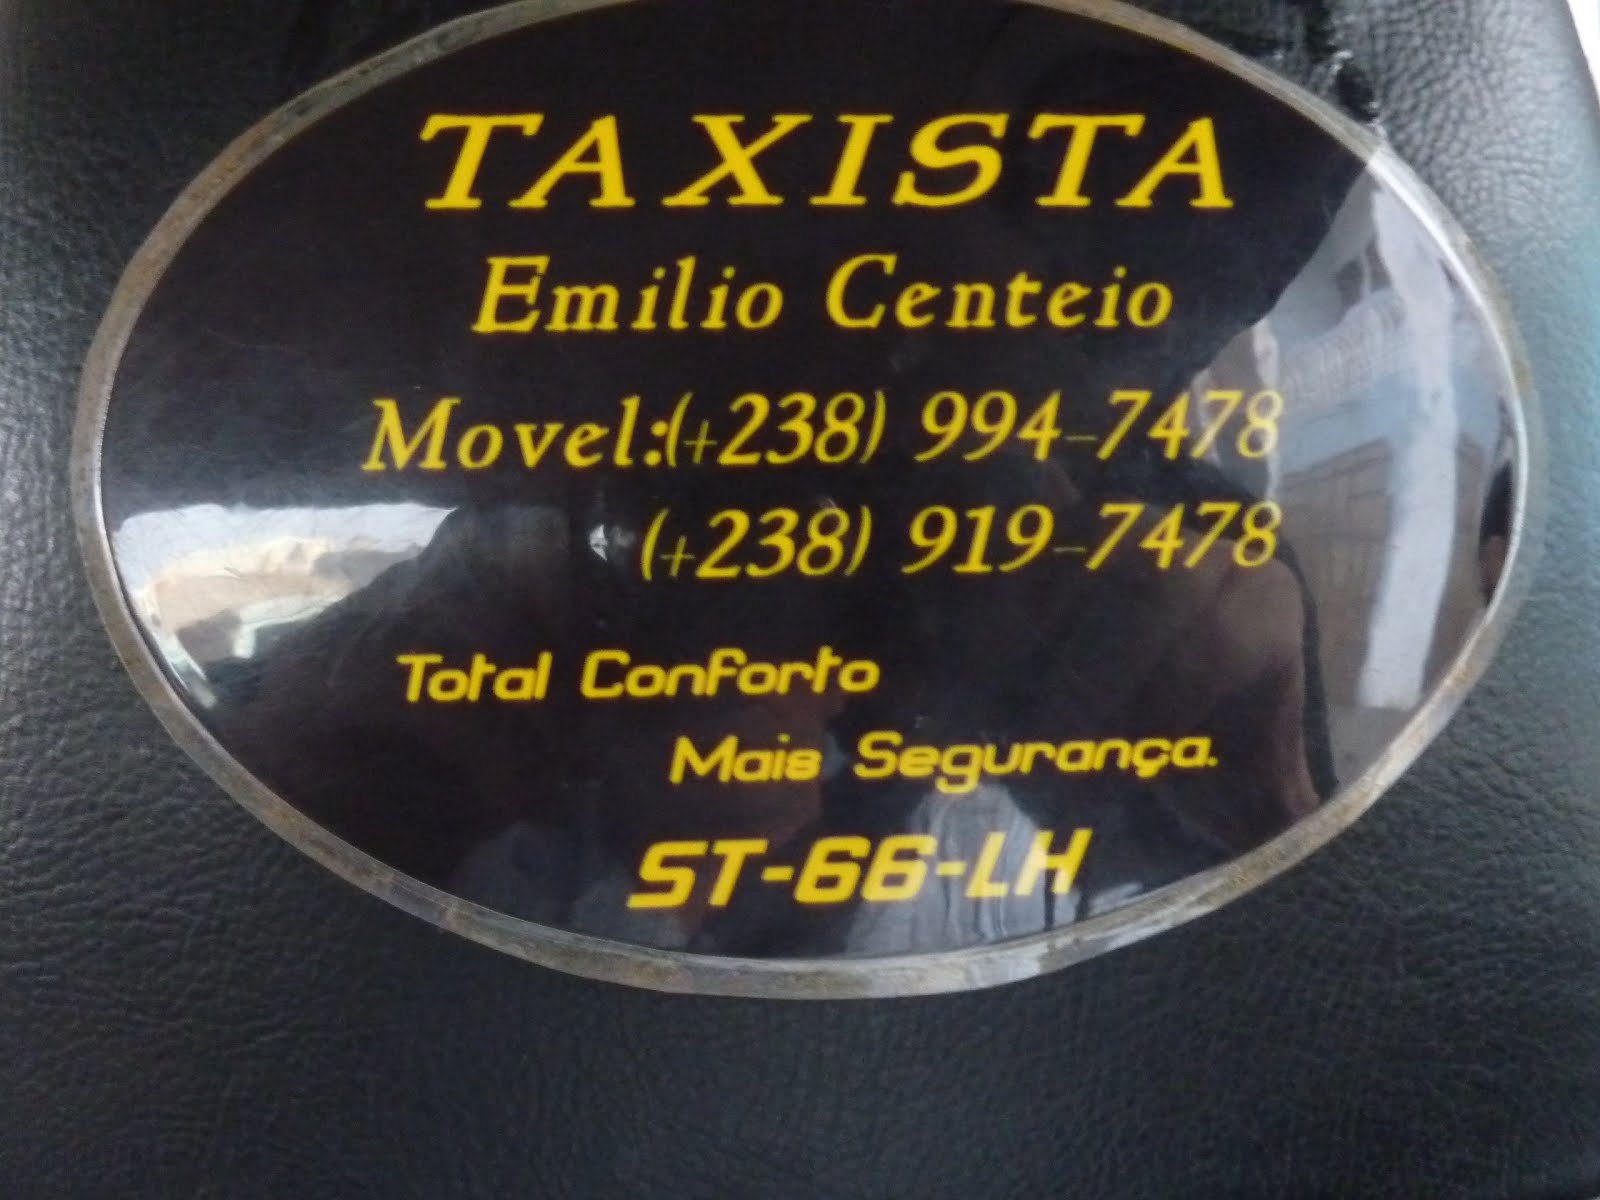 TAXISTA
Emilio Centeio
Movel:(+238) 994-7478
(+238) 919-7478
Total Conforto
Mais Segurança.
ST-66-LH